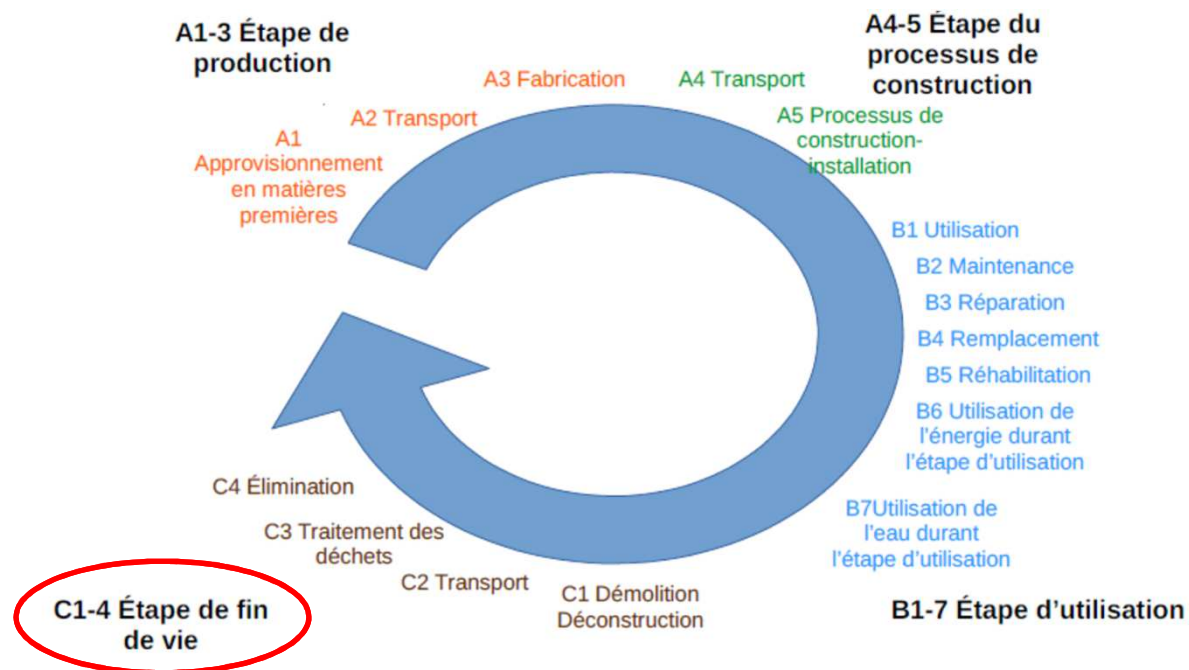 A1-3 Étape de
production
A4-5 Étape du
processus de
construction
A3 Fabrication
A4 Transport
A2 Transport
A5 Processus de
construction-
installation
A1
Approvisionnement
en matières
premières
B1 Utilisation
B2 Maintenance
B3 Réparation
B4 Remplacement
B5 Réhabilitation
B6 Utilisation de
l'énergie durant
l'étape d'utilisation
B7Utilisation de
l'eau durant
l'étape d'utilisation
C4 Élimination
C3 Traitement des
déchets
C2 Transport
C1 Démolition
Déconstruction
C1-4 Étape de fin
de vie
B1-7 Étape d'utilisation